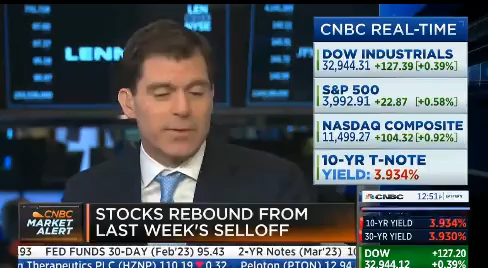 LENN
CNBC REAL-TIME
DOW INDUSTRIALS
32,944.31 +127.39 [+0.39%]
S&P 500
3,992.91 +22.87 [+0.58%]
NASDAQ COMPOSITE
11,499.27 +104.32 [+0.92%]
10-YR T-NOTE
YIELD: 3.934%
CNBC
MARKET
ALERT
STOCKS REBOUND FROM
LAST WEEK'S SELLOFF
CNBC 12:51P
10-YR YIELD 3.934%
30-YR YIELD 3.930%
93 FED FUNDS 30-DAY (Feb'23) 95.43 2-YR Notes (Mar'23) 10
n Therapeutics PLC (HZNP) 110.19 0.32 Peloton (PTON) 12.94
DOW +127.20
32,944.12 +0.39%